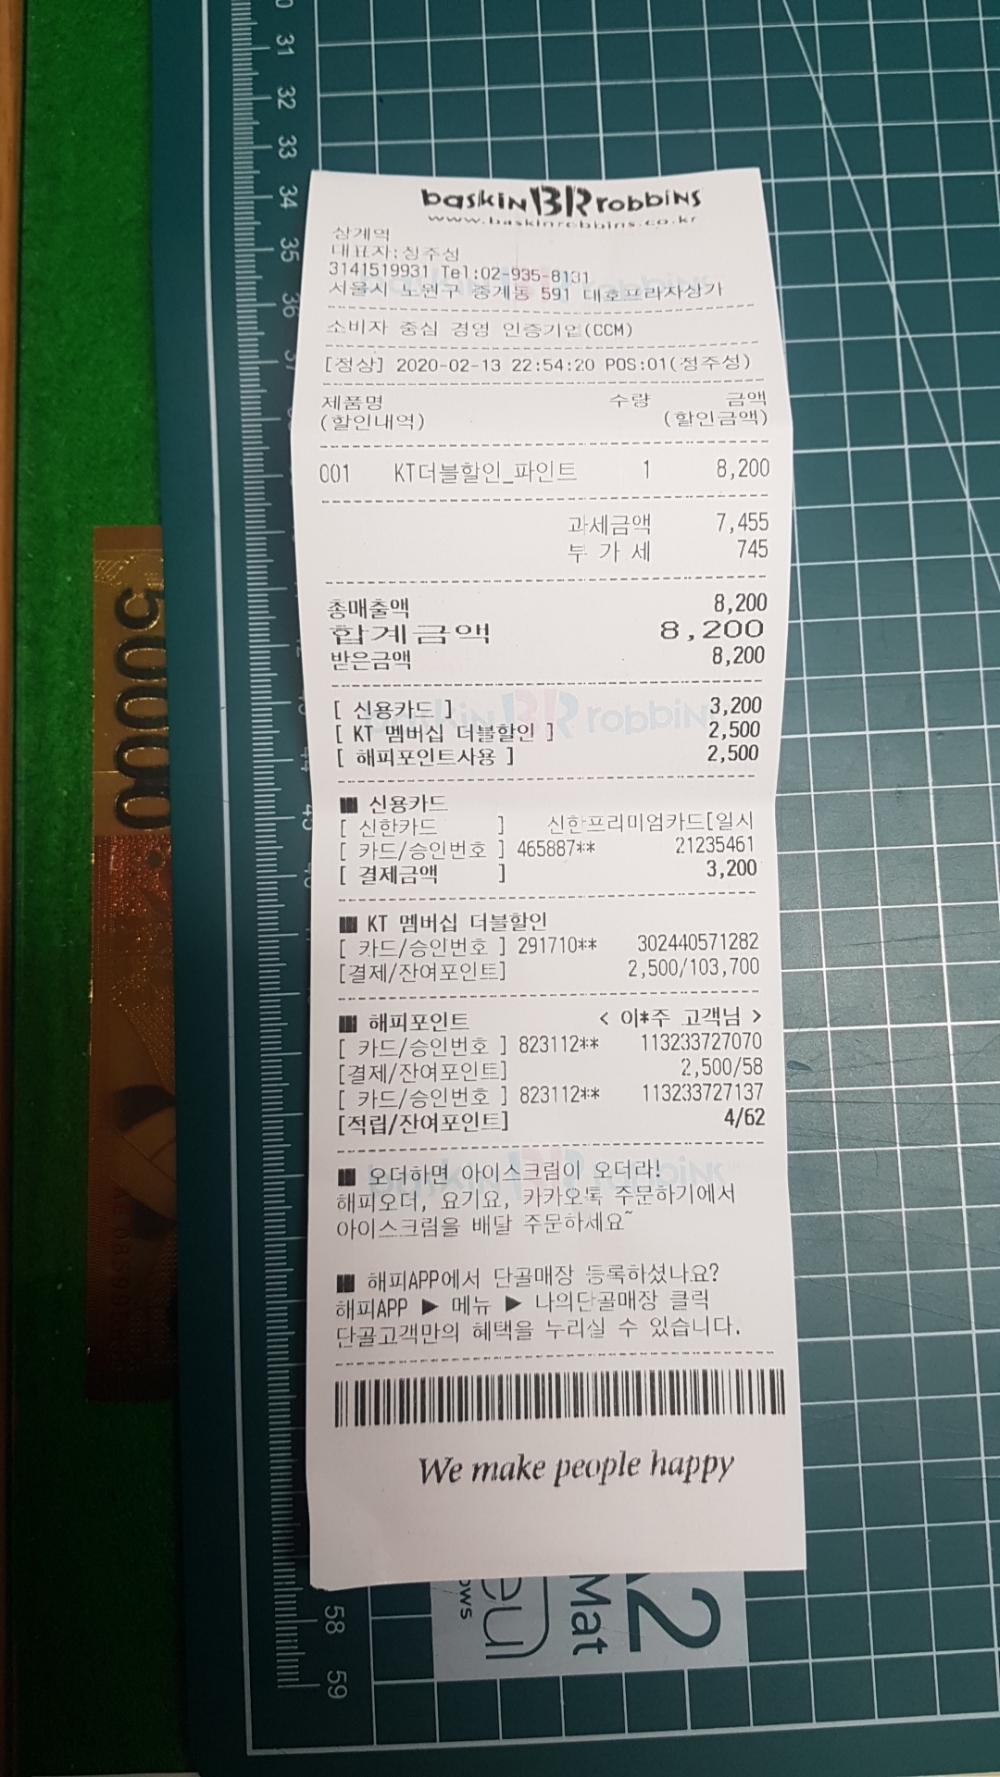 baskin BR robbins
www.baskinrobbins.co.kr
상계역
대표자:정주성
3141519931 Tel:02-935-8131
서울시 노원구 중계동 591 대호프라자상가
소비자 중심 경영 인증기업(CCM)
[정상] 2020-02-13 22:54:20 POS:01(정주성)
제품명 수량 금액
(할인내역) (할인금액)
001 KT더블할인_파인트 1 8,200
과세금액 7,455
부 가 세 745
총매출액 8,200
합계금액 8,200
받은금액 8,200
[ 신용카드 ] 3,200
[ KT 멤버십 더블할인 ] 2,500
[ 해피포인트사용 ] 2,500
■ 신용카드
[ 신한카드 ] 신한프리미엄카드[일시
[ 카드/승인번호 ] 465887** 21235461
[ 결제금액 ] 3,200
■ KT 멤버십 더블할인
[ 카드/승인번호 ] 291710** 302440571282
[결제/잔여포인트] 2,500/103,700
■ 해피포인트 < 이*주 고객님 >
[ 카드/승인번호 ] 823112** 113233727070
[결제/잔여포인트] 2,500/58
[ 카드/승인번호 ] 823112** 113233727137
[적립/잔여포인트] 4/62
■ 오더하면 아이스크림이 오더라!
해피오더, 요기요, 카카오톡 주문하기에서
아이스크림을 배달 주문하세요~
■ 해피APP에서 단골매장 등록하셨나요?
해피APP ▶ 메뉴 ▶ 나의단골매장 클릭
단골고객만의 혜택을 누리실 수 있습니다.
We make people happy
50000
31
32
33
34
35
36
58
59
Mat
2